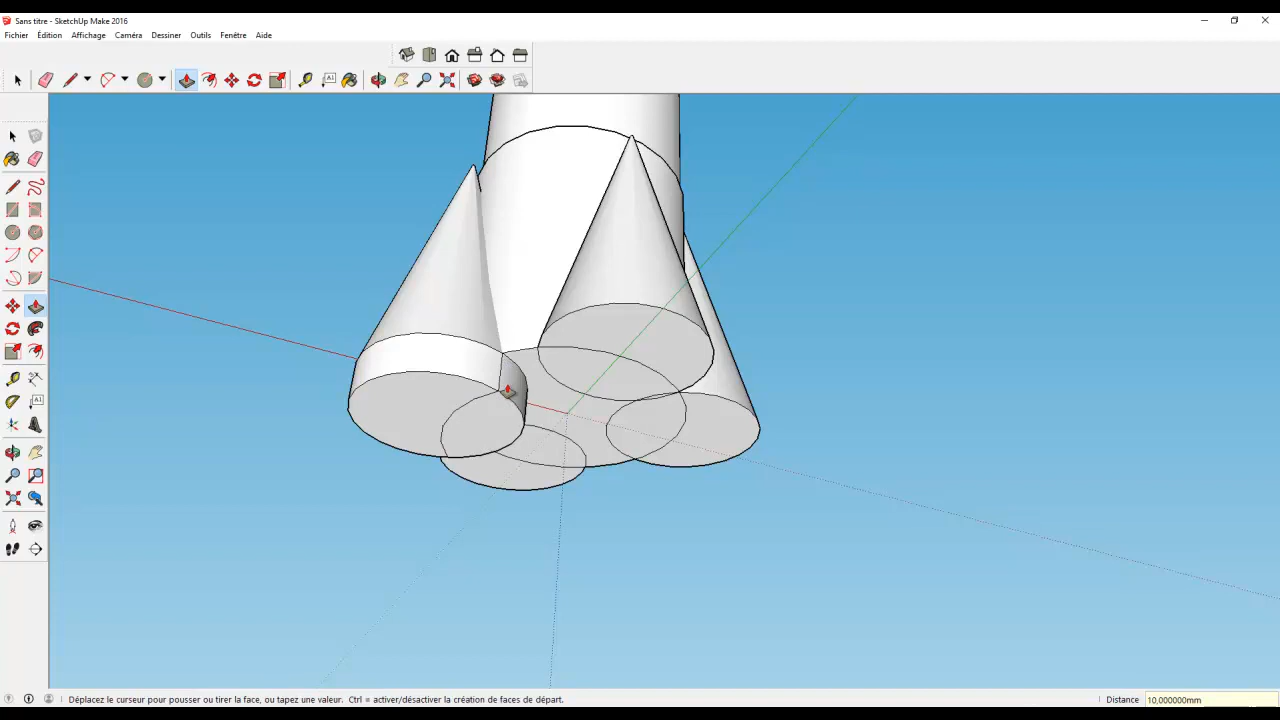 Sans titre - SketchUp Make 2016
Fichier Édition Affichage Caméra Dessiner Outils Fenêtre Aide
A1
A1
Déplacez le curseur pour pousser ou tirer la face, ou tapez une valeur. Ctrl = activer/désactiver la création de faces de départ.
Distance 10,000000mm